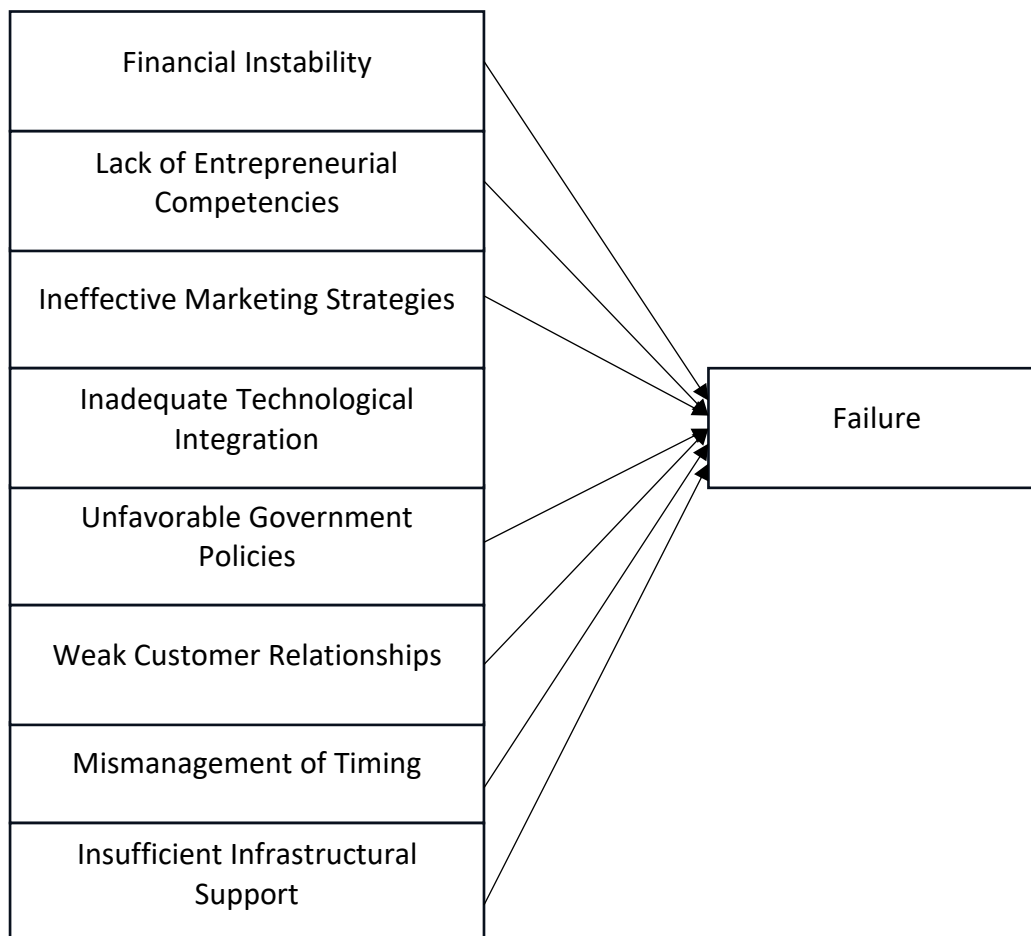 Financial Instability
Lack of Entrepreneurial
Competencies
Ineffective Marketing Strategies
Inadequate Technological
Integration
Unfavorable Government
Policies
Weak Customer Relationships
Mismanagement of Timing
Insufficient Infrastructural
Support
Failure